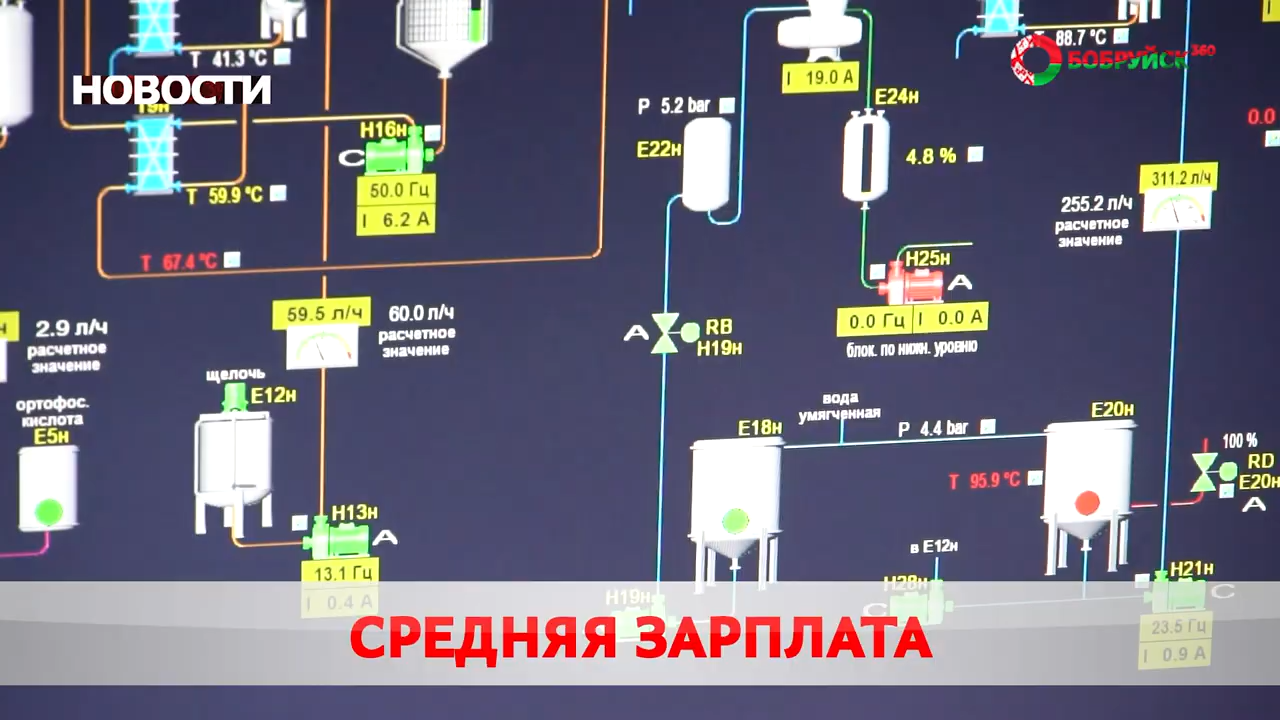 T 41.3 °C
T 88.7 °C
БОБРУЙСК 360
НОВОСТИ
I 19.0 A
P 5.2 bar
E24н
0.0
T9н
H16н
C
E22н
4.8 %
50.0 Гц
I 6.2 A
T 59.9 °C
311.2 л/ч
255.2 л/ч
расчетное
значение
T 67.4 °C
H25н
A
0.0 Гц
I 0.0 A
блок. по нижн. уровню
59.5 л/ч
60.0 л/ч
расчетное
значение
2.9 л/ч
расчетное
значение
A
RB
H19н
щелочь
E12н
ортофос.
кислота
E5н
вода
умягченная
E18н
P 4.4 bar
E20н
100 %
RD
E20н
A
T 95.9 °C
H13н
A
13.1 Гц
I 0.4 A
в E12н
H19н
H28н
C
H21н
C
23.5 Гц
I 0.9 A
СРЕДНЯЯ ЗАРПЛАТА